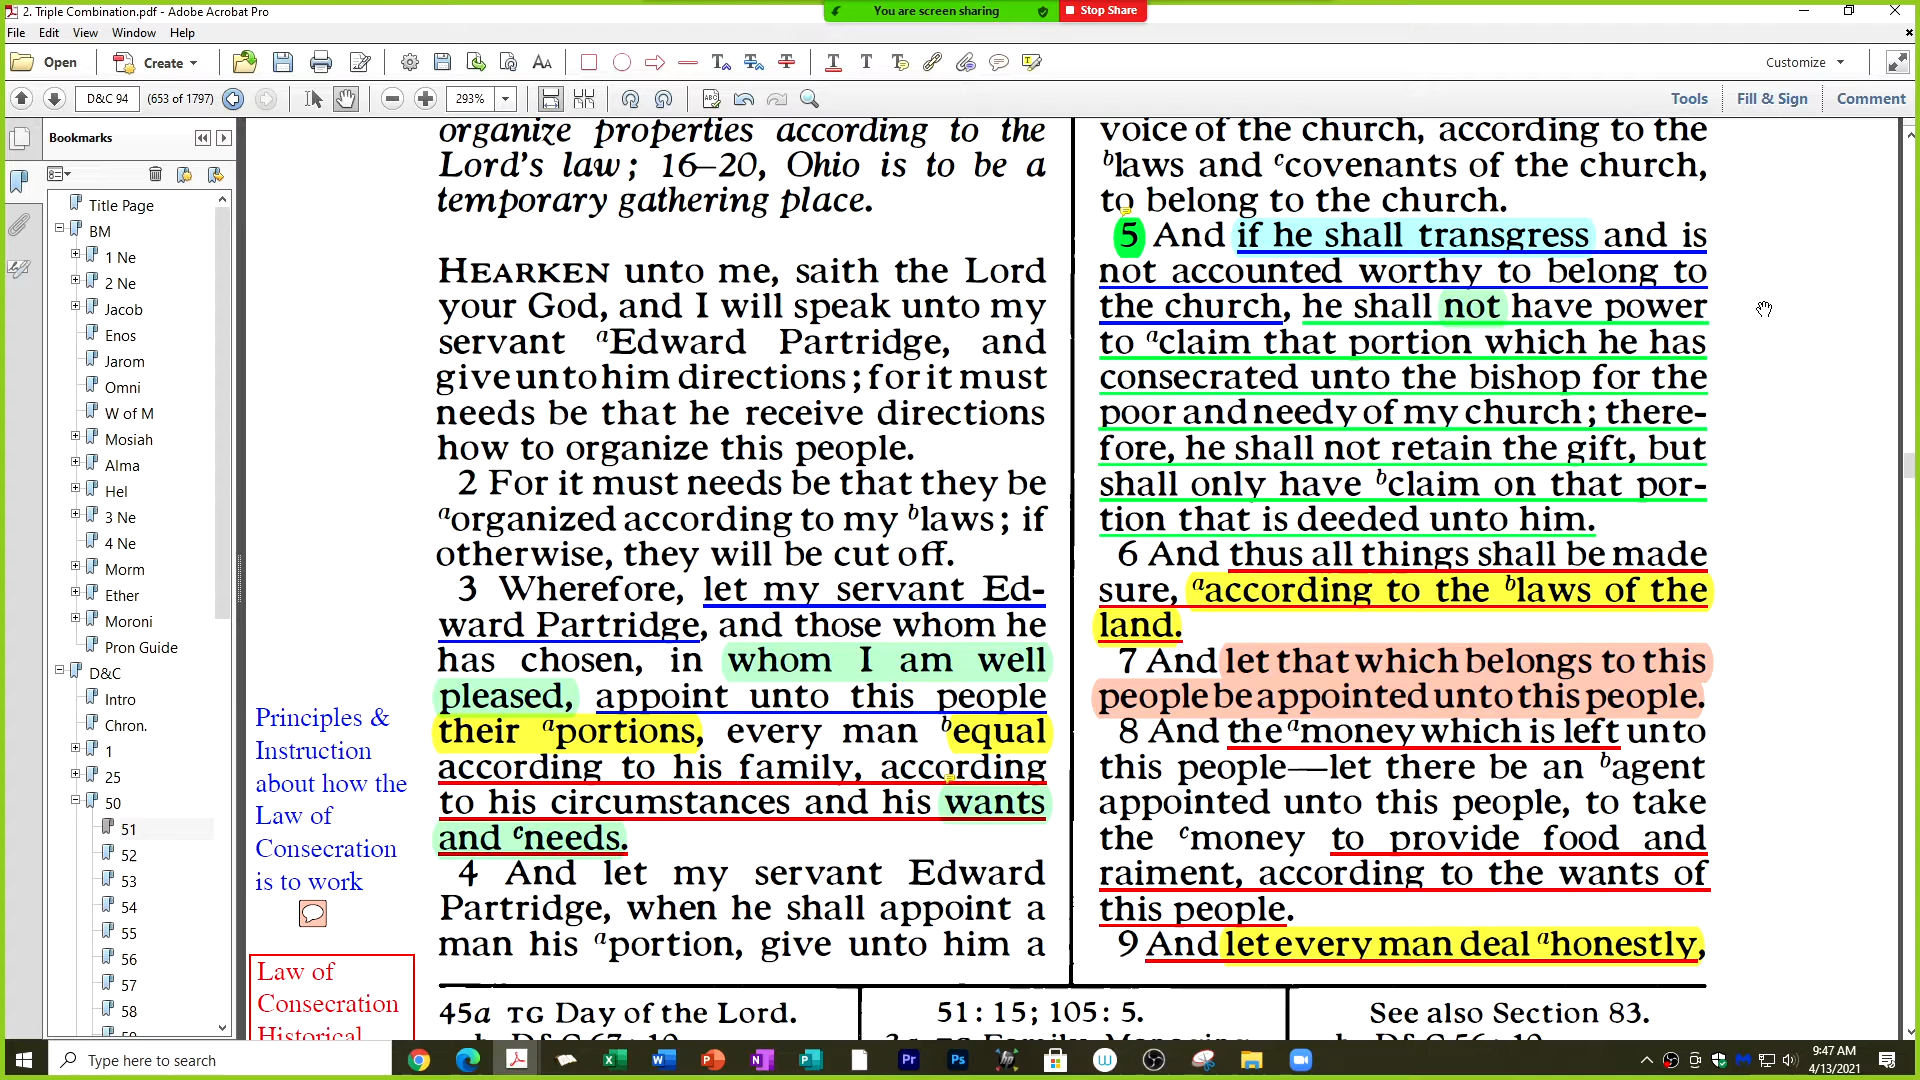 2. Triple Combination.pdf - Adobe Acrobat Pro
You are screen sharing
Stop Share
File Edit View Window Help
Open
Create
Customize
D&C 94
(653 of 1797)
293%
Tools
Fill & Sign
Comment
Bookmarks
Title Page
BM
1 Ne
2 Ne
Jacob
Enos
Jarom
Omni
W of M
Mosiah
Alma
Hel
3 Ne
4 Ne
Morm
Ether
Moroni
Pron Guide
D&C
Intro
Chron.
1
25
50
51
52
53
54
55
56
57
58
Principles &
Instruction
about how the
Law of
Consecration
is to work
Law of
Consecration
Historical
organize properties according to the
Lord's law; 16–20, Ohio is to be a
temporary gathering place.
HEARKEN unto me, saith the Lord
your God, and I will speak unto my
servant aEdward Partridge, and
give unto him directions; for it must
needs be that he receive directions
how to organize this people.
2 For it must needs be that they be
aorganized according to my blaws; if
otherwise, they will be cut off.
3 Wherefore, let my servant Ed-
ward Partridge, and those whom he
has chosen, in whom I am well
pleased, appoint unto this people
their aportions, every man bequal
according to his family, according
to his circumstances and his wants
and cneeds.
4 And let my servant Edward
Partridge, when he shall appoint a
man his aportion, give unto him a
voice of the church, according to the
blaws and ccovenants of the church,
to belong to the church.
5 And if he shall transgress and is
not accounted worthy to belong to
the church, he shall not have power
to aclaim that portion which he has
consecrated unto the bishop for the
poor and needy of my church; there-
fore, he shall not retain the gift, but
shall only have bclaim on that por-
tion that is deeded unto him.
6 And thus all things shall be made
sure, aaccording to the blaws of the
land.
7 And let that which belongs to this
people be appointed unto this people.
8 And the amoney which is left unto
this people—let there be an bagent
appointed unto this people, to take
the cmoney to provide food and
raiment, according to the wants of
this people.
9 And let every man deal ahonestly,
45a TG Day of the Lord.
51: 15; 105: 5.
See also Section 83.
Type here to search
9:47 AM
4/13/2021